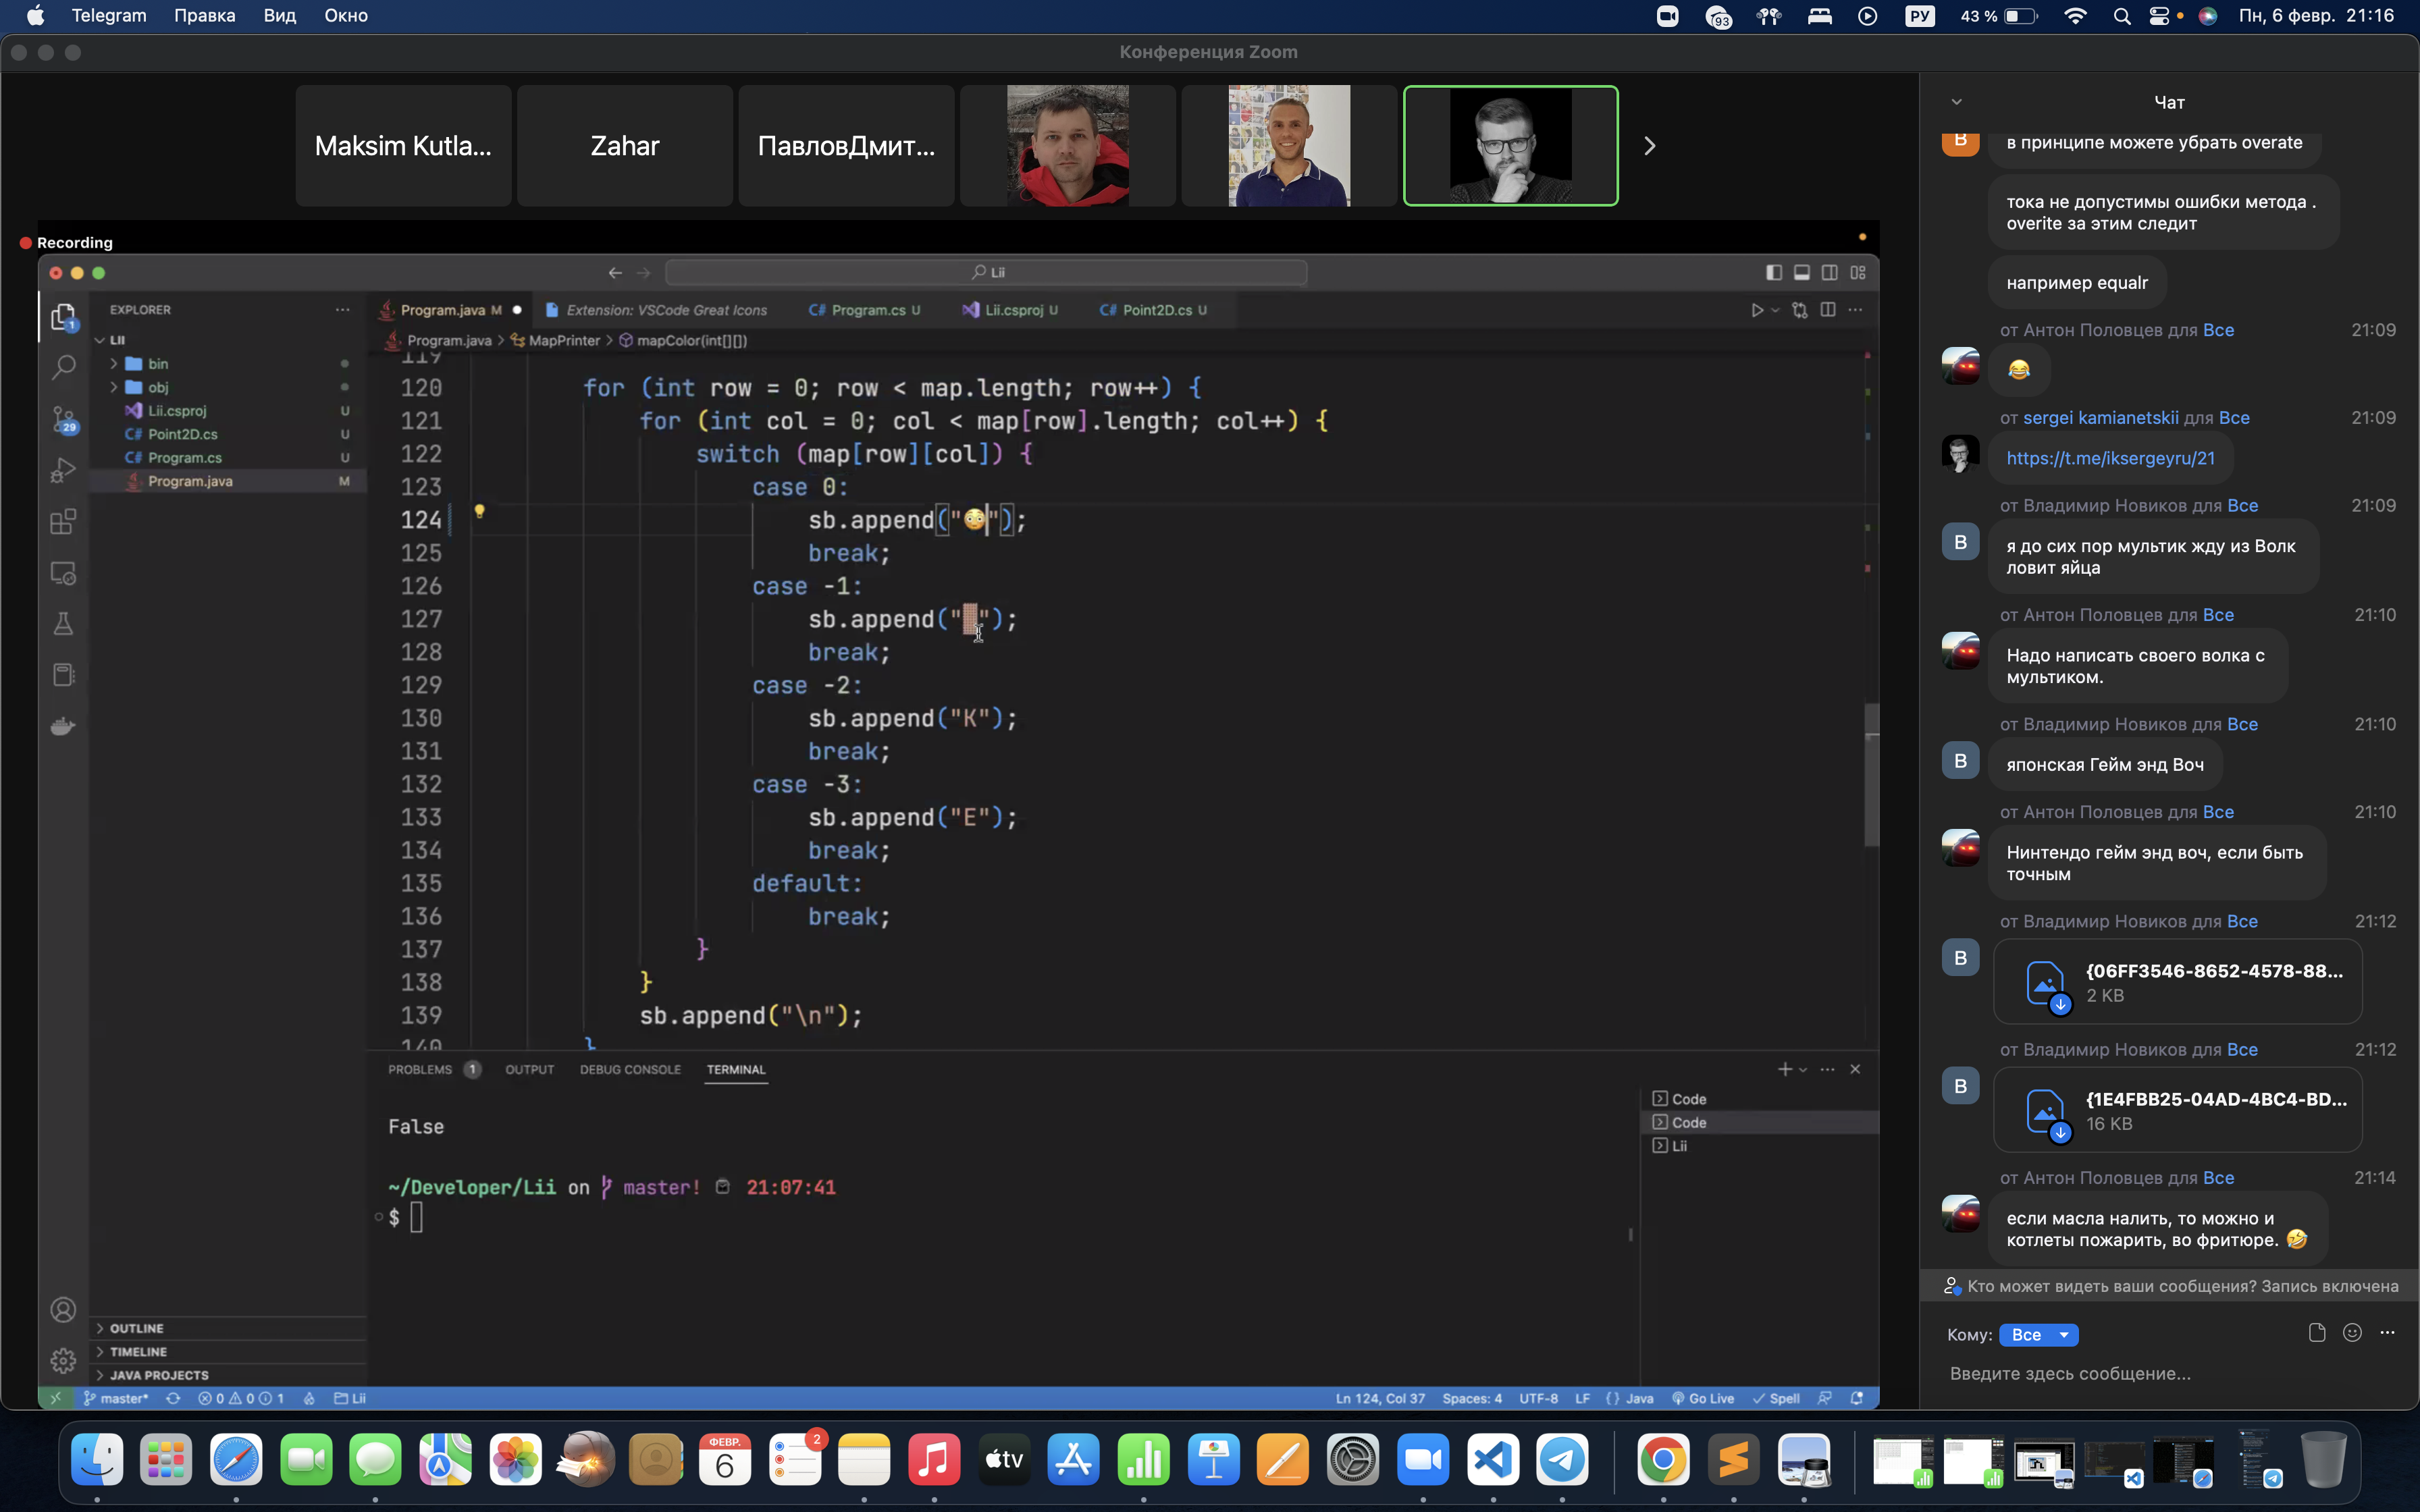 Telegram Правка Вид Окно
93 РУ 43 % Пн, 6 февр. 21:16
Конференция Zoom
Maksim Kutla...
Zahar
ПавловДмит...
Recording
Lii
EXPLORER
LII
bin
obj
Lii.csproj U
Point2D.cs U
Program.cs U
Program.java M
1
29
Program.java M
Extension: VSCode Great Icons
Program.cs U
Lii.csproj U
Point2D.cs U
Program.java > MapPrinter > mapColor(int[][])
119
120 for (int row = 0; row < map.length; row++) {
121 for (int col = 0; col < map[row].length; col++) {
122 switch (map[row][col]) {
123 case 0:
124 sb.append("😳");
125 break;
126 case -1:
127 sb.append("▓");
128 break;
129 case -2:
130 sb.append("K");
131 break;
132 case -3:
133 sb.append("E");
134 break;
135 default:
136 break;
137 }
138 }
139 sb.append("\n");
140 }
PROBLEMS 1 OUTPUT DEBUG CONSOLE TERMINAL
False
~/Developer/Lii on master! 21:07:41
$
Code
Code
Lii
OUTLINE
TIMELINE
JAVA PROJECTS
master* 0 0 1 Lii
Ln 124, Col 37 Spaces: 4 UTF-8 LF {} Java Go Live Spell
Чат
В
в принципе можете убрать overate
тока не допустимы ошибки метода .
overite за этим следит
например equalr
от Антон Половцев для Все 21:09
😂
от sergei kamianetskii для Все 21:09
https://t.me/iksergeyru/21
от Владимир Новиков для Все 21:09
В
я до сих пор мультик жду из Волк
ловит яйца
от Антон Половцев для Все 21:10
Надо написать своего волка с
мультиком.
от Владимир Новиков для Все 21:10
В
японская Гейм энд Воч
от Антон Половцев для Все 21:10
Нинтендо гейм энд воч, если быть
точным
от Владимир Новиков для Все 21:12
В
{06FF3546-8652-4578-88...
2 KB
от Владимир Новиков для Все 21:12
В
{1E4FBB25-04AD-4BC4-BD...
16 KB
от Антон Половцев для Все 21:14
если масла налить, то можно и
котлеты пожарить, во фритюре. 🤣
Кто может видеть ваши сообщения? Запись включена
Кому: Все
Введите здесь сообщение...
ФЕВР.
6
2
tv